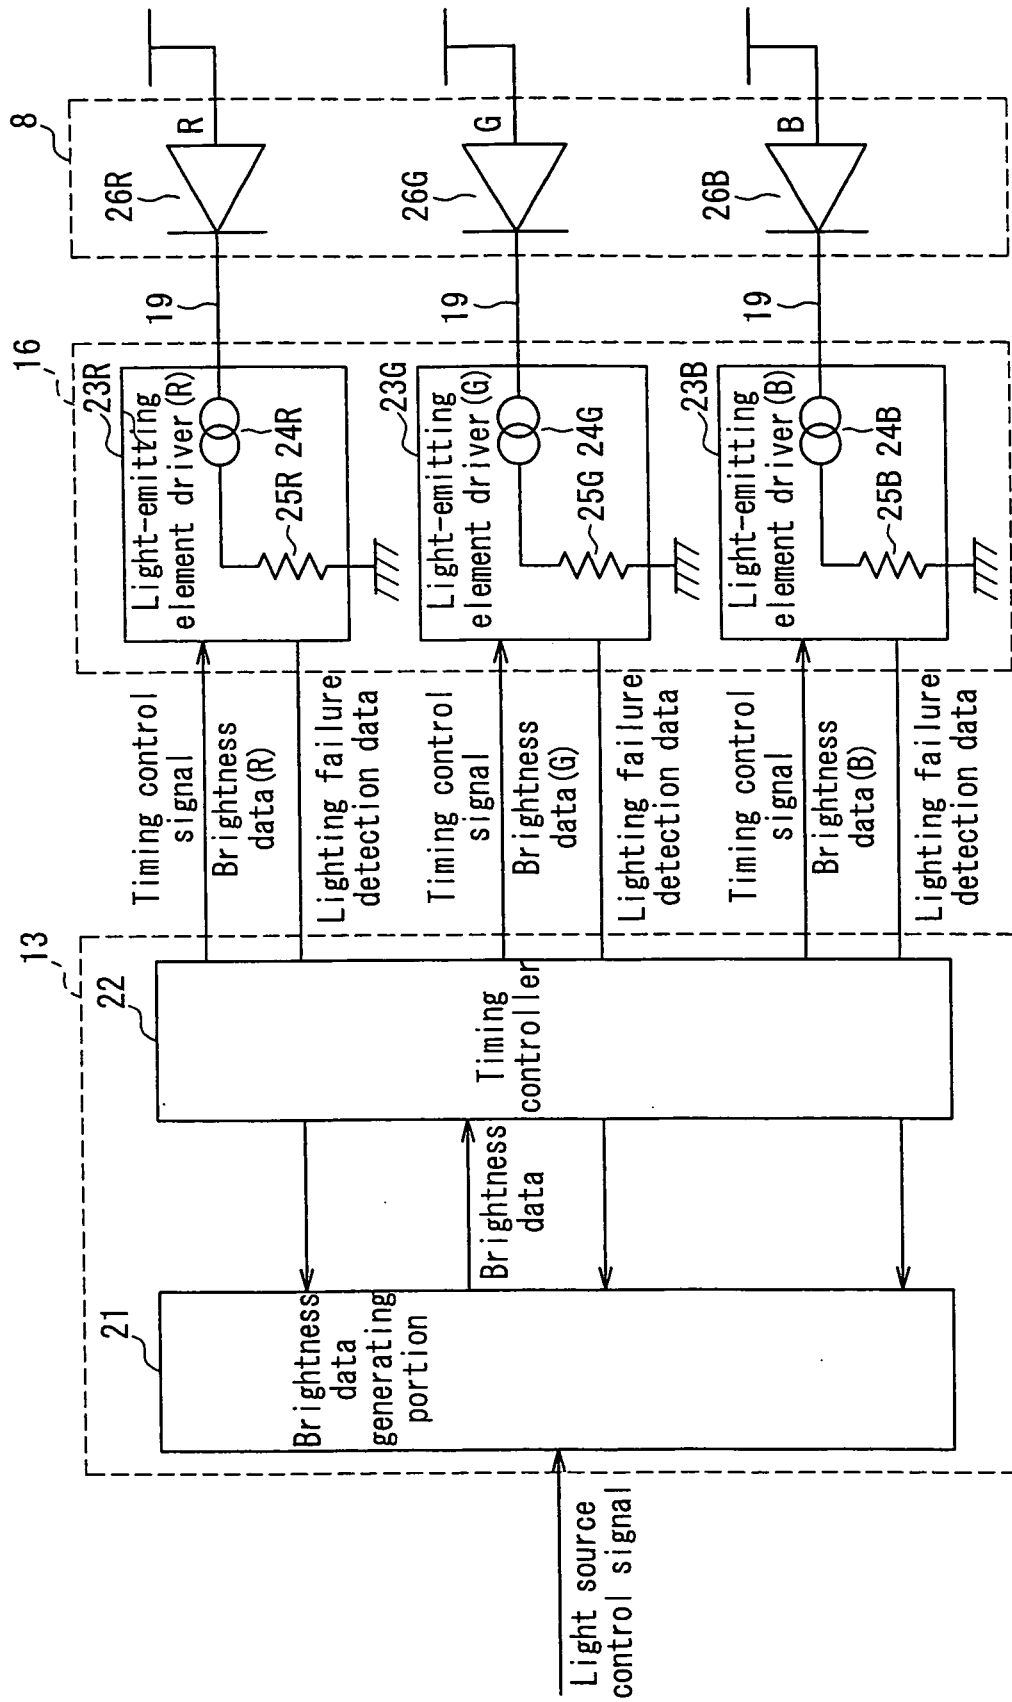 Light source
control signal
13
21
Brightness
data
generating
portion
Brightness
data
22
Timing
controller
Timing control
signal
Brightness
data(R)
Lighting failure
detection data
Timing control
signal
Brightness
data(G)
Lighting failure
detection data
Timing control
signal
Brightness
data(B)
Lighting failure
detection data
16
23R
Light-emitting
element driver(R)
25R
24R
23G
Light-emitting
element driver(G)
25G
24G
23B
Light-emitting
element driver(B)
25B
24B
19
19
19
8
26R
R
26G
G
26B
B